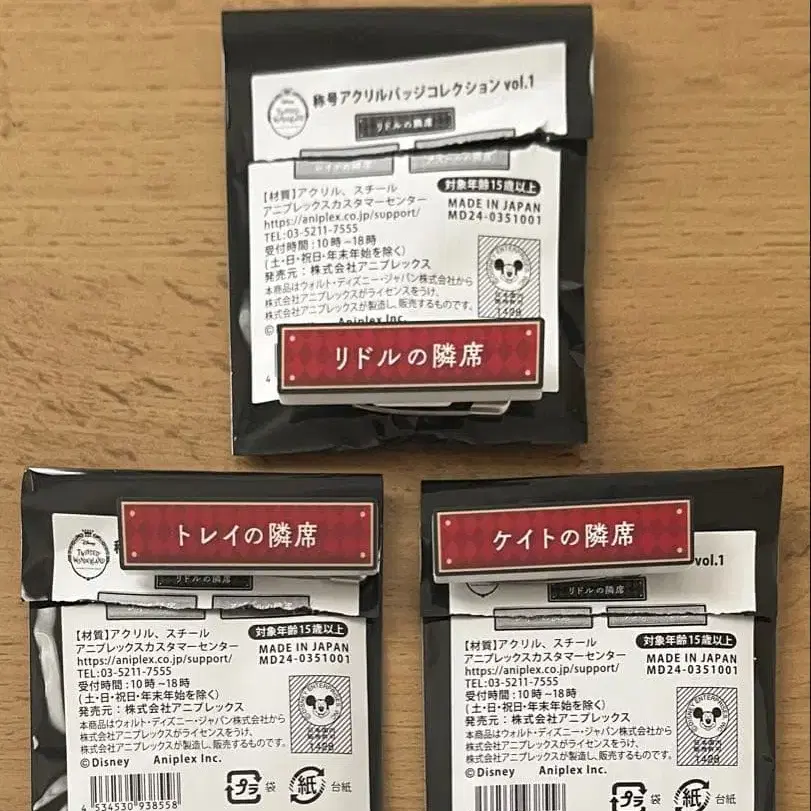 称号アクリルバッジコレクション vol.1
リドルの隣席
【材質】アクリル、スチール
アニプレックスカスタマーセンター
https://aniplex.co.jp/support/
TEL:03-5211-7555
受付時間:10時~18時
(土・日・祝日・年末年始を除く)
発売元:株式会社アニプレックス
本商品はウォルト・ディズニー・ジャパン株式会社から
株式会社アニプレックスがライセンスをうけ、
株式会社アニプレックスが製造し、販売するものです。
対象年齢15歳以上
MADE IN JAPAN
MD24-0351001
Aniplex Inc.
リドルの隣席
トレイの隣席
Disney
TWISTED
WONDERLAND
リドルの隣席
【材質】アクリル、スチール
アニプレックスカスタマーセンター
https://aniplex.co.jp/support/
TEL:03-5211-7555
受付時間:10時~18時
(土・日・祝日・年末年始を除く)
発売元:株式会社アニプレックス
本商品はウォルト・ディズニー・ジャパン株式会社から
株式会社アニプレックスがライセンスをうけ、
株式会社アニプレックスが製造し、販売するものです。
©Disney Aniplex Inc.
対象年齢15歳以上
MADE IN JAPAN
MD24-0351001
4 534530 938558
プラ 袋
紙 台紙
ケイトの隣席
vol.1
リドルの隣席
【材質】アクリル、スチール
アニプレックスカスタマーセンター
https://aniplex.co.jp/support/
TEL:03-5211-7555
受付時間:10時~18時
(土・日・祝日・年末年始を除く)
発売元:株式会社アニプレックス
本商品はウォルト・ディズニー・ジャパン株式会社から
株式会社アニプレックスがライセンスをうけ、
株式会社アニプレックスが製造し、販売するものです。
©Disney Aniplex Inc.
対象年齢15歳以上
MADE IN JAPAN
MD24-0351001
プラ 袋
紙 台紙